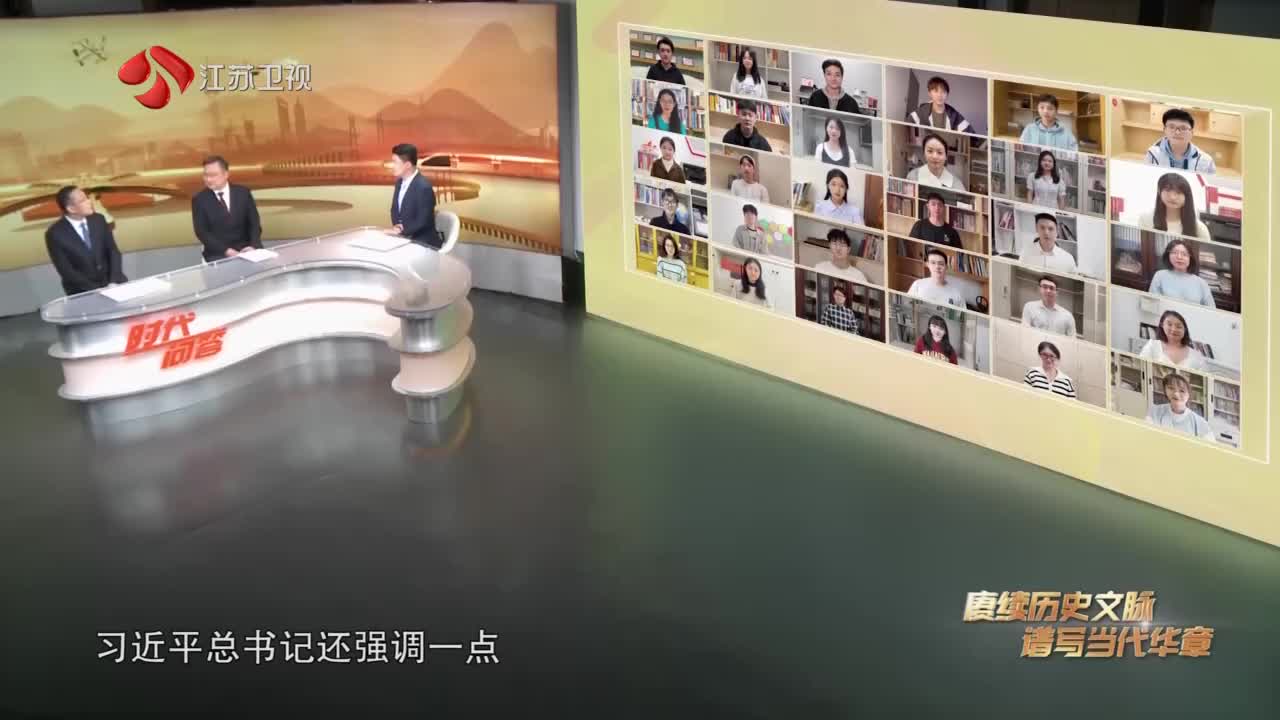 江苏卫视
时代
问答
赓续历史文脉
谱写当代华章
习近平总书记还强调一点